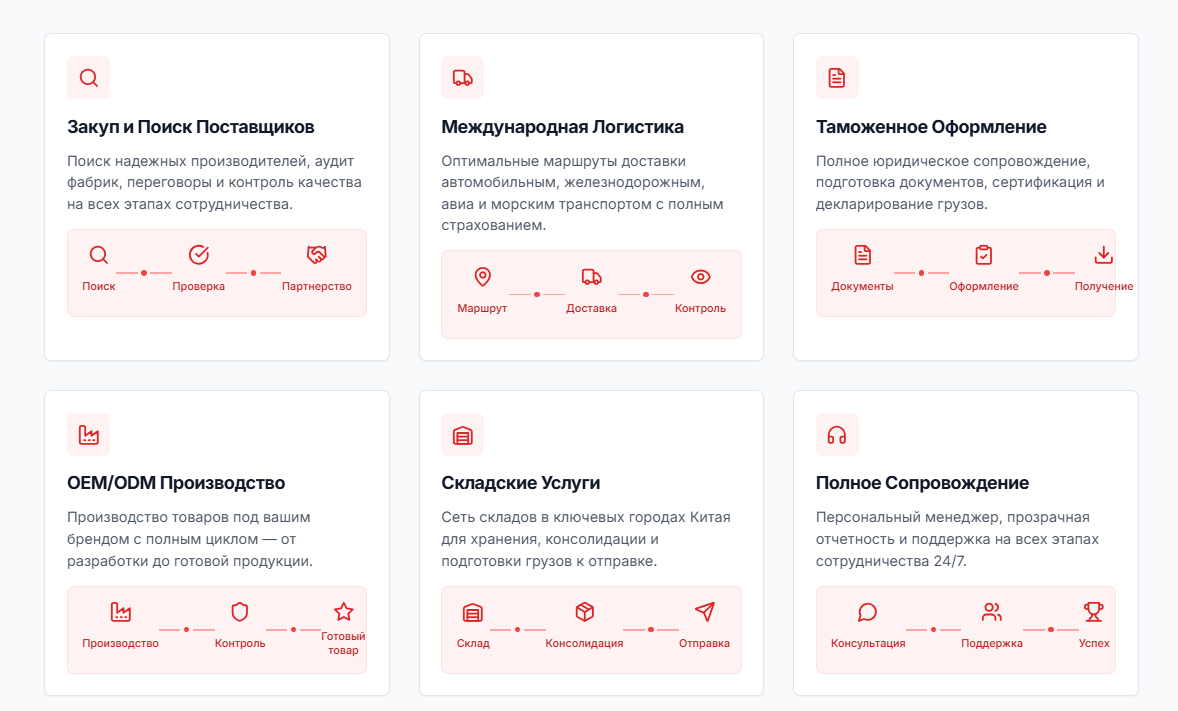 Закуп и Поиск Поставщиков
Поиск надежных производителей, аудит
фабрик, переговоры и контроль качества
на всех этапах сотрудничества.
Поиск
Проверка
Партнерство
Международная Логистика
Оптимальные маршруты доставки
автомобильным, железнодорожным,
авиа и морским транспортом с полным
страхованием.
Маршрут
Доставка
Контроль
Таможенное Оформление
Полное юридическое сопровождение,
подготовка документов, сертификация и
декларирование грузов.
Документы
Оформление
Получение
OEM/ODM Производство
Производство товаров под вашим
брендом с полным циклом — от
разработки до готовой продукции.
Производство
Контроль
Готовый
товар
Складские Услуги
Сеть складов в ключевых городах Китая
для хранения, консолидации и
подготовки грузов к отправке.
Склад
Консолидация
Отправка
Полное Сопровождение
Персональный менеджер, прозрачная
отчетность и поддержка на всех этапах
сотрудничества 24/7.
Консультация
Поддержка
Успех